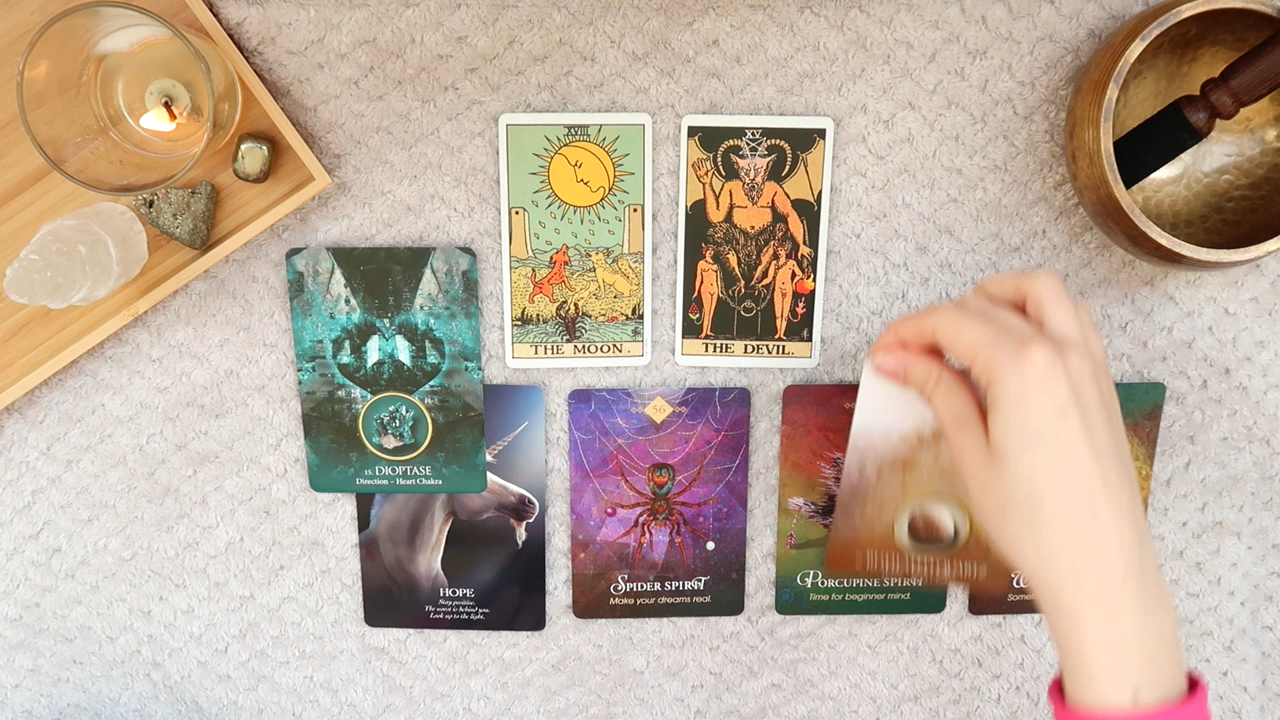 XVIII
THE MOON.
XV
THE DEVIL.
15. DIOPTASE
Direction – Heart Chakra
HOPE
Stay positive.
The worst is behind you.
Look up to the light.
56
SPIDER SPIRIT
Make your dreams real.
PORCUPINE SPIRIT
Time for beginner mind.